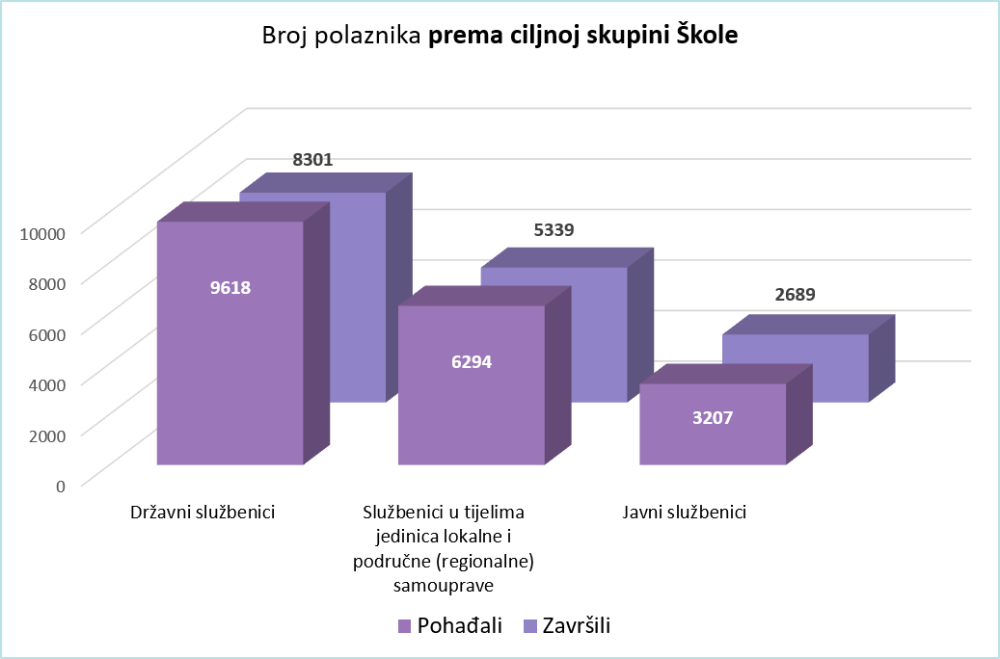 Broj polaznika prema ciljnoj skupini Škole
8301
5339
2689
9618
6294
3207
10000
8000
6000
4000
2000
0
Državni službenici
Službenici u tijelima
jedinica lokalne i
područne (regionalne)
samouprave
Javni službenici
Pohađali
Završili